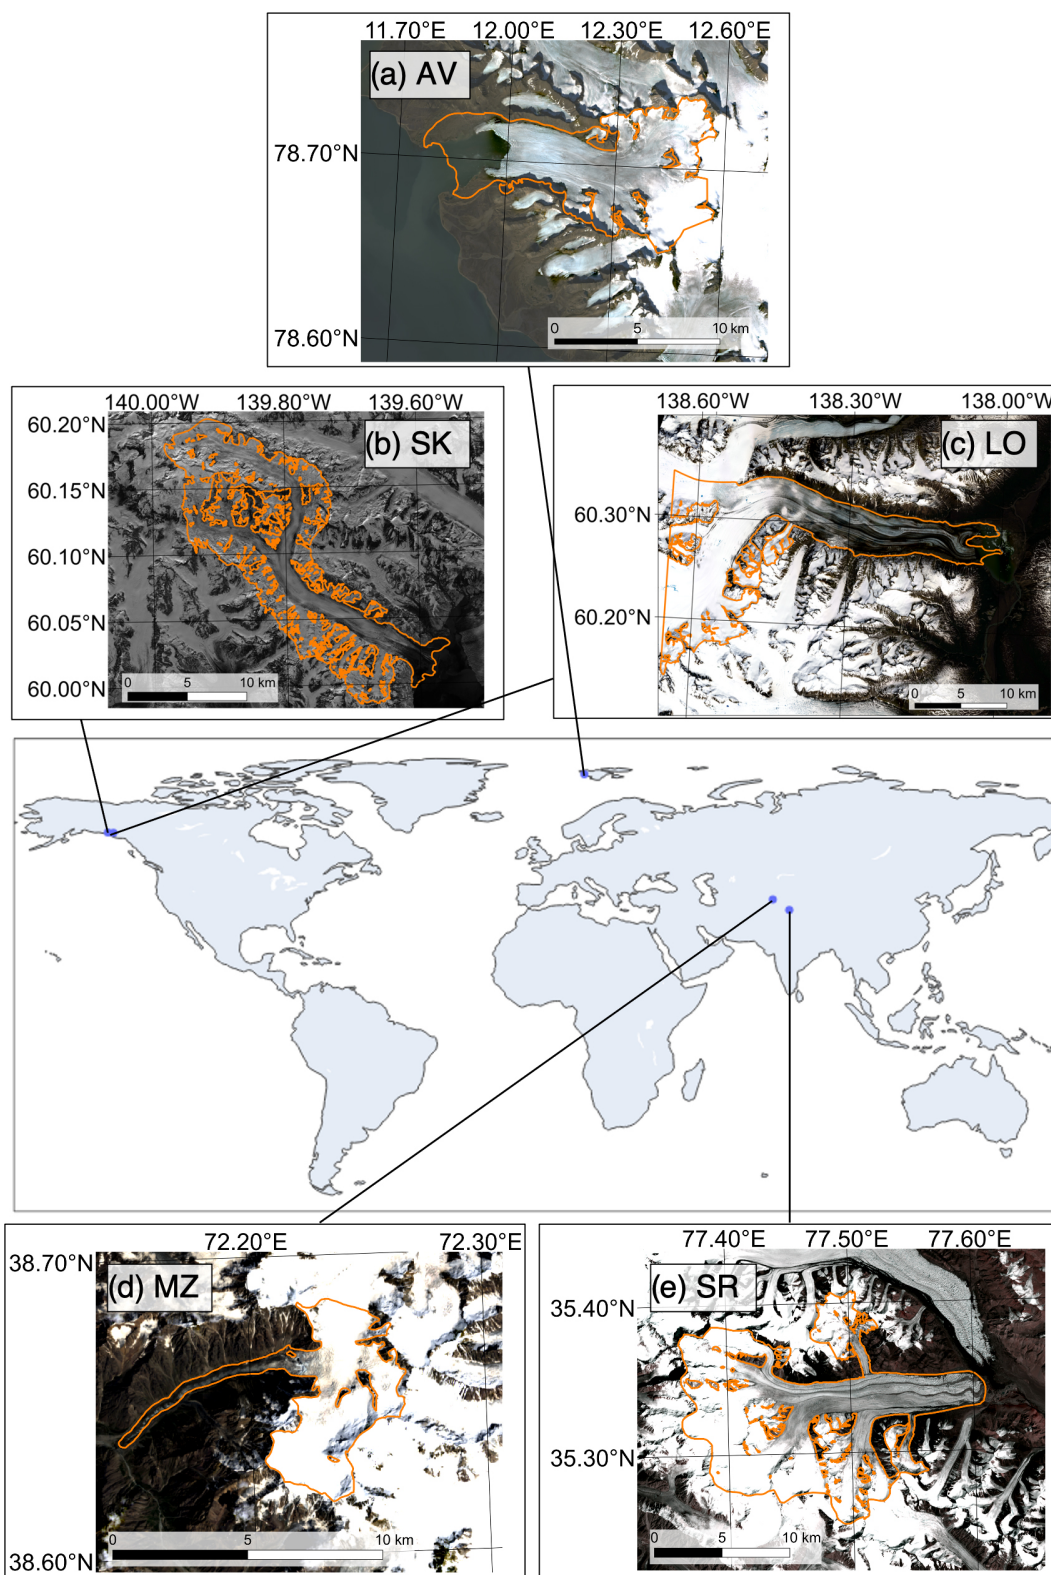 11.70°E 12.00°E 12.30°E 12.60°E
(a) AV
78.70°N
78.60°N
0 5 10 km
140.00°W 139.80°W 139.60°W
60.20°N
60.15°N
60.10°N
60.05°N
60.00°N
(b) SK
0 5 10 km
138.60°W 138.30°W 138.00°W
(c) LO
60.30°N
60.20°N
0 5 10 km
72.20°E 72.30°E
38.70°N
(d) MZ
38.60°N
0 5 10 km
77.40°E 77.50°E 77.60°E
35.40°N
(e) SR
35.30°N
0 5 10 km